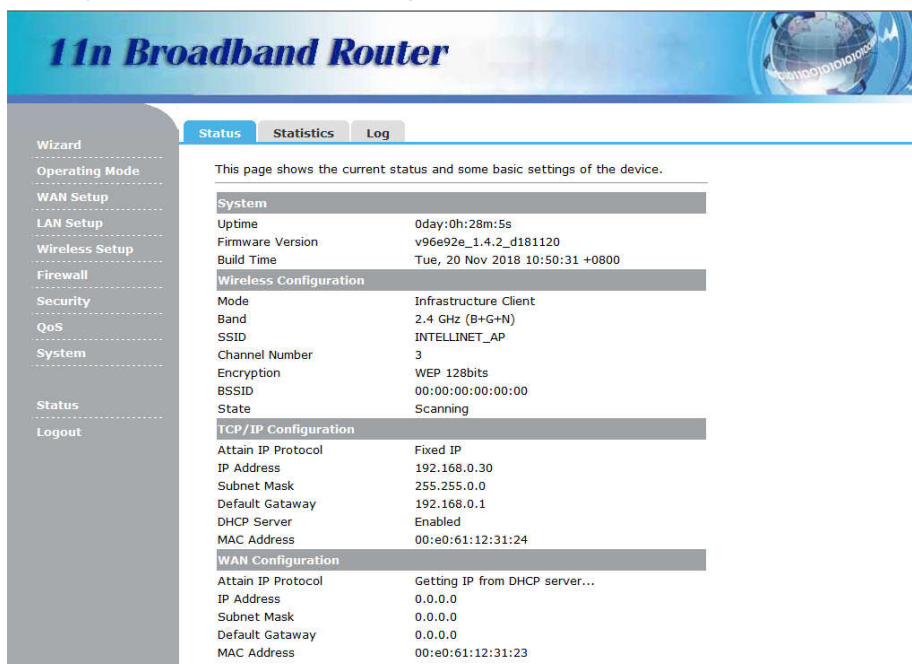 11n Broadband Router
Status Statistics Log
Wizard
Operating Mode
WAN Setup
LAN Setup
Wireless Setup
Firewall
Security
QoS
System
Status
Logout
This page shows the current status and some basic settings of the device.
System
Uptime 0day:0h:28m:5s
Firmware Version v96e92e_1.4.2_d181120
Build Time Tue, 20 Nov 2018 10:50:31 +0800
Wireless Configuration
Mode Infrastructure Client
Band 2.4 GHz (B+G+N)
SSID INTELLINET_AP
Channel Number 3
Encryption WEP 128bits
BSSID 00:00:00:00:00:00
State Scanning
TCP/IP Configuration
Attain IP Protocol Fixed IP
IP Address 192.168.0.30
Subnet Mask 255.255.0.0
Default Gataway 192.168.0.1
DHCP Server Enabled
MAC Address 00:e0:61:12:31:24
WAN Configuration
Attain IP Protocol Getting IP from DHCP server...
IP Address 0.0.0.0
Subnet Mask 0.0.0.0
Default Gataway 0.0.0.0
MAC Address 00:e0:61:12:31:23